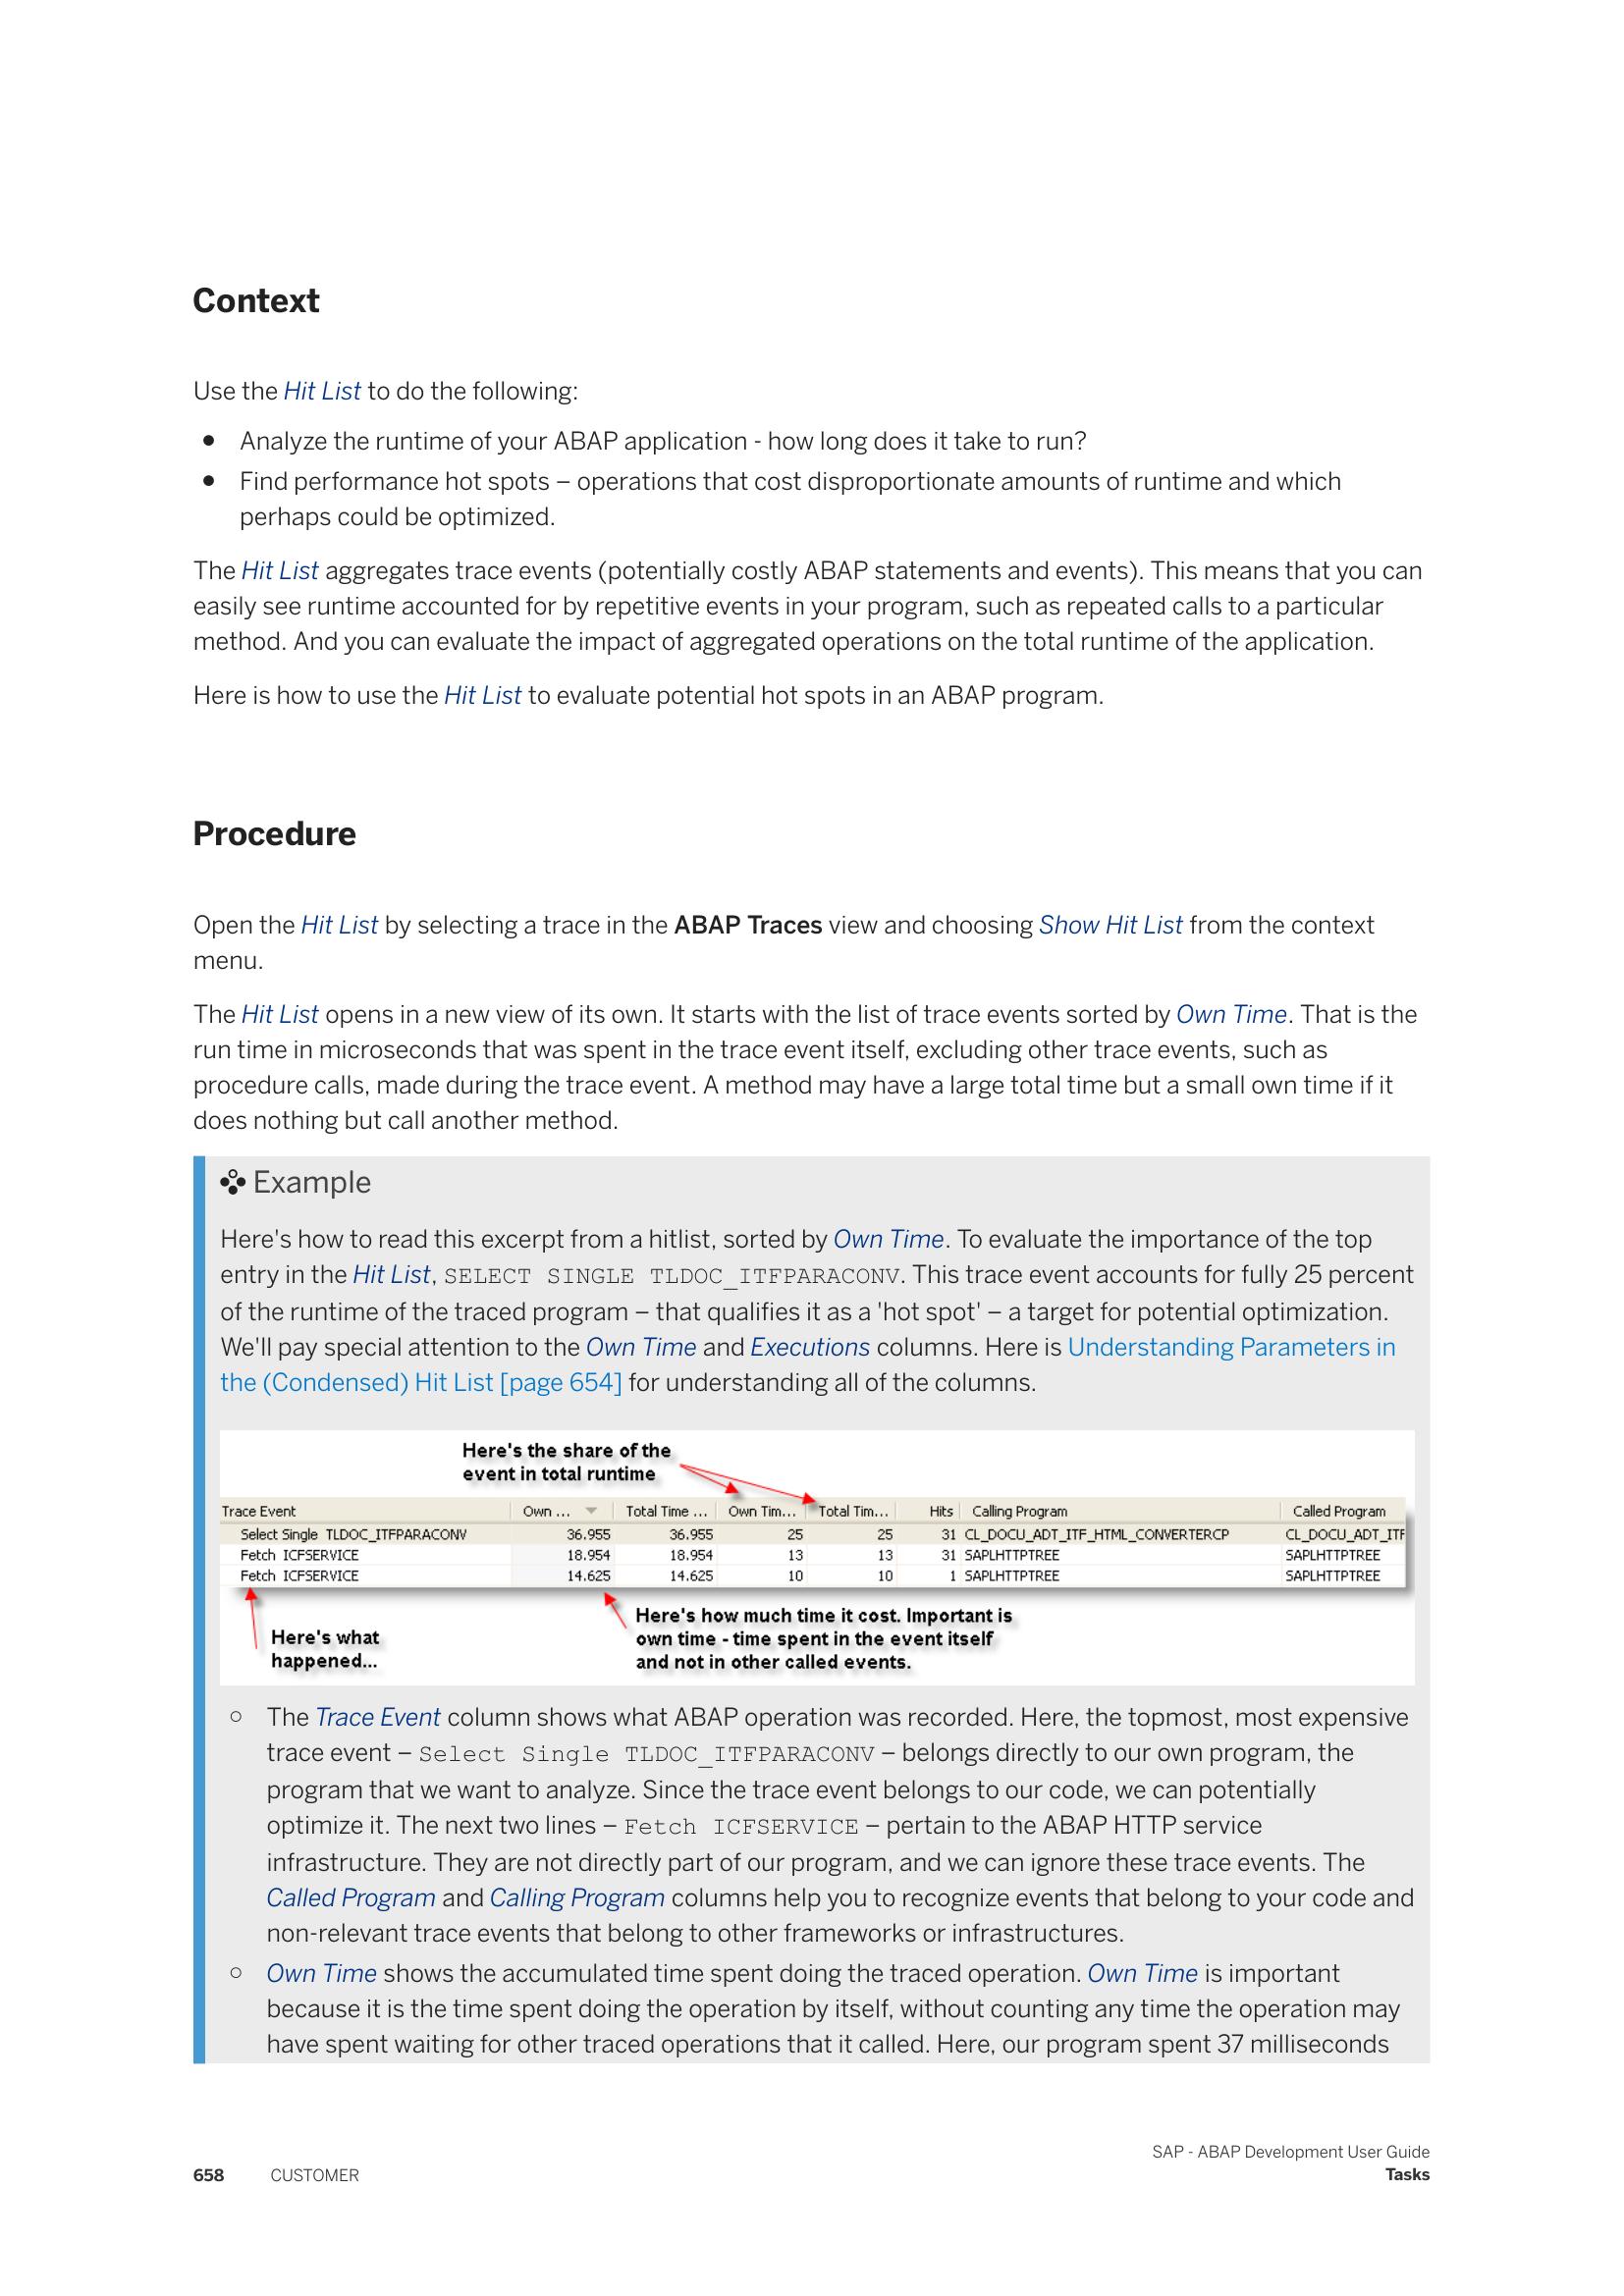 Context
Use the Hit List to do the following:
● Analyze the runtime of your ABAP application - how long does it take to run?
● Find performance hot spots – operations that cost disproportionate amounts of runtime and which
perhaps could be optimized.
The Hit List aggregates trace events (potentially costly ABAP statements and events). This means that you can
easily see runtime accounted for by repetitive events in your program, such as repeated calls to a particular
method. And you can evaluate the impact of aggregated operations on the total runtime of the application.
Here is how to use the Hit List to evaluate potential hot spots in an ABAP program.
Procedure
Open the Hit List by selecting a trace in the ABAP Traces view and choosing Show Hit List from the context
menu.
The Hit List opens in a new view of its own. It starts with the list of trace events sorted by Own Time. That is the
run time in microseconds that was spent in the trace event itself, excluding other trace events, such as
procedure calls, made during the trace event. A method may have a large total time but a small own time if it
does nothing but call another method.
Example
Here's how to read this excerpt from a hitlist, sorted by Own Time. To evaluate the importance of the top
entry in the Hit List, SELECT SINGLE TLDOC_ITFPARACONV. This trace event accounts for fully 25 percent
of the runtime of the traced program – that qualifies it as a 'hot spot' – a target for potential optimization.
We'll pay special attention to the Own Time and Executions columns. Here is Understanding Parameters in
the (Condensed) Hit List [page 654] for understanding all of the columns.
Here's the share of the
event in total runtime
Trace Event Own ... Total Time ... Own Tim... Total Tim... Hits Calling Program Called Program
Select Single TLDOC_ITFPARACONV 36.955 36.955 25 25 31 CL_DOCU_ADT_ITF_HTML_CONVERTERCP CL_DOCU_ADT_ITF
Fetch ICFSERVICE 18.954 18.954 13 13 31 SAPLHTTPTREE SAPLHTTPTREE
Fetch ICFSERVICE 14.625 14.625 10 10 1 SAPLHTTPTREE SAPLHTTPTREE
Here's what
happened...
Here's how much time it cost. Important is
own time - time spent in the event itself
and not in other called events.
○ The Trace Event column shows what ABAP operation was recorded. Here, the topmost, most expensive
trace event – Select Single TLDOC_ITFPARACONV – belongs directly to our own program, the
program that we want to analyze. Since the trace event belongs to our code, we can potentially
optimize it. The next two lines – Fetch ICFSERVICE – pertain to the ABAP HTTP service
infrastructure. They are not directly part of our program, and we can ignore these trace events. The
Called Program and Calling Program columns help you to recognize events that belong to your code and
non-relevant trace events that belong to other frameworks or infrastructures.
○ Own Time shows the accumulated time spent doing the traced operation. Own Time is important
because it is the time spent doing the operation by itself, without counting any time the operation may
have spent waiting for other traced operations that it called. Here, our program spent 37 milliseconds
SAP - ABAP Development User Guide
658 CUSTOMER Tasks